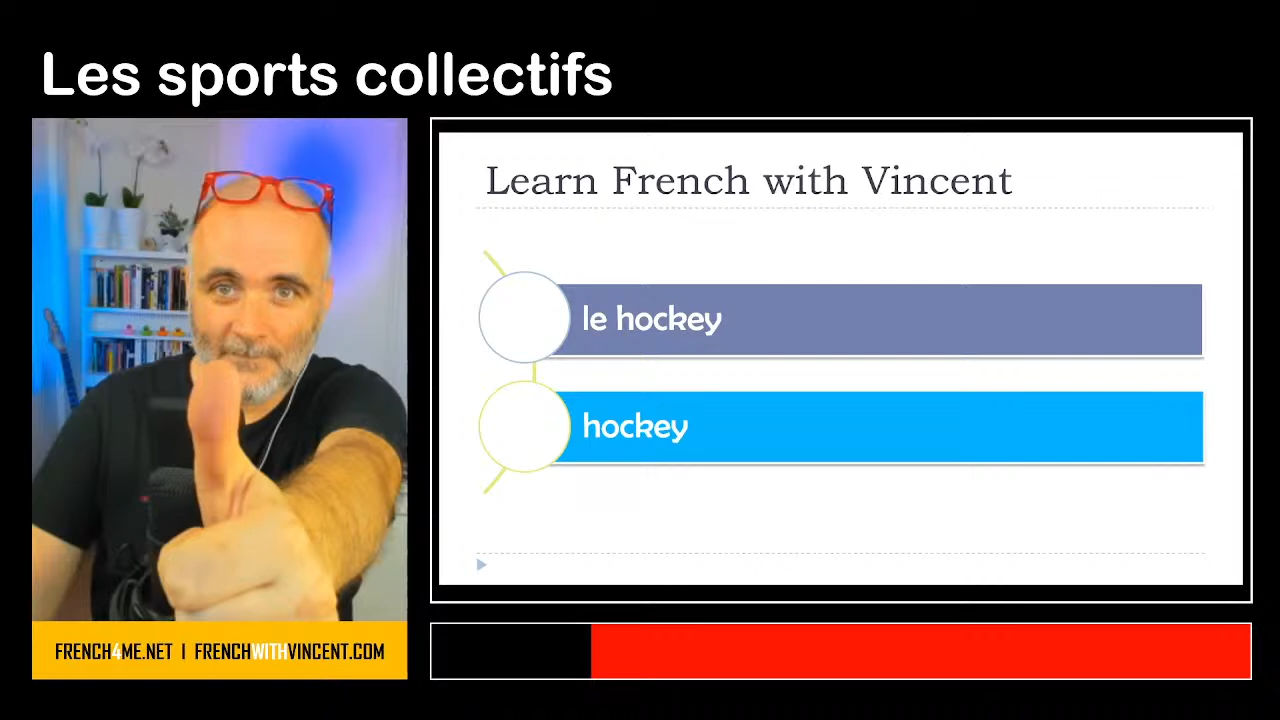 Les sports collectifs
Learn French with Vincent
le hockey
hockey
FRENCH4ME.NET | FRENCHWITHVINCENT.COM